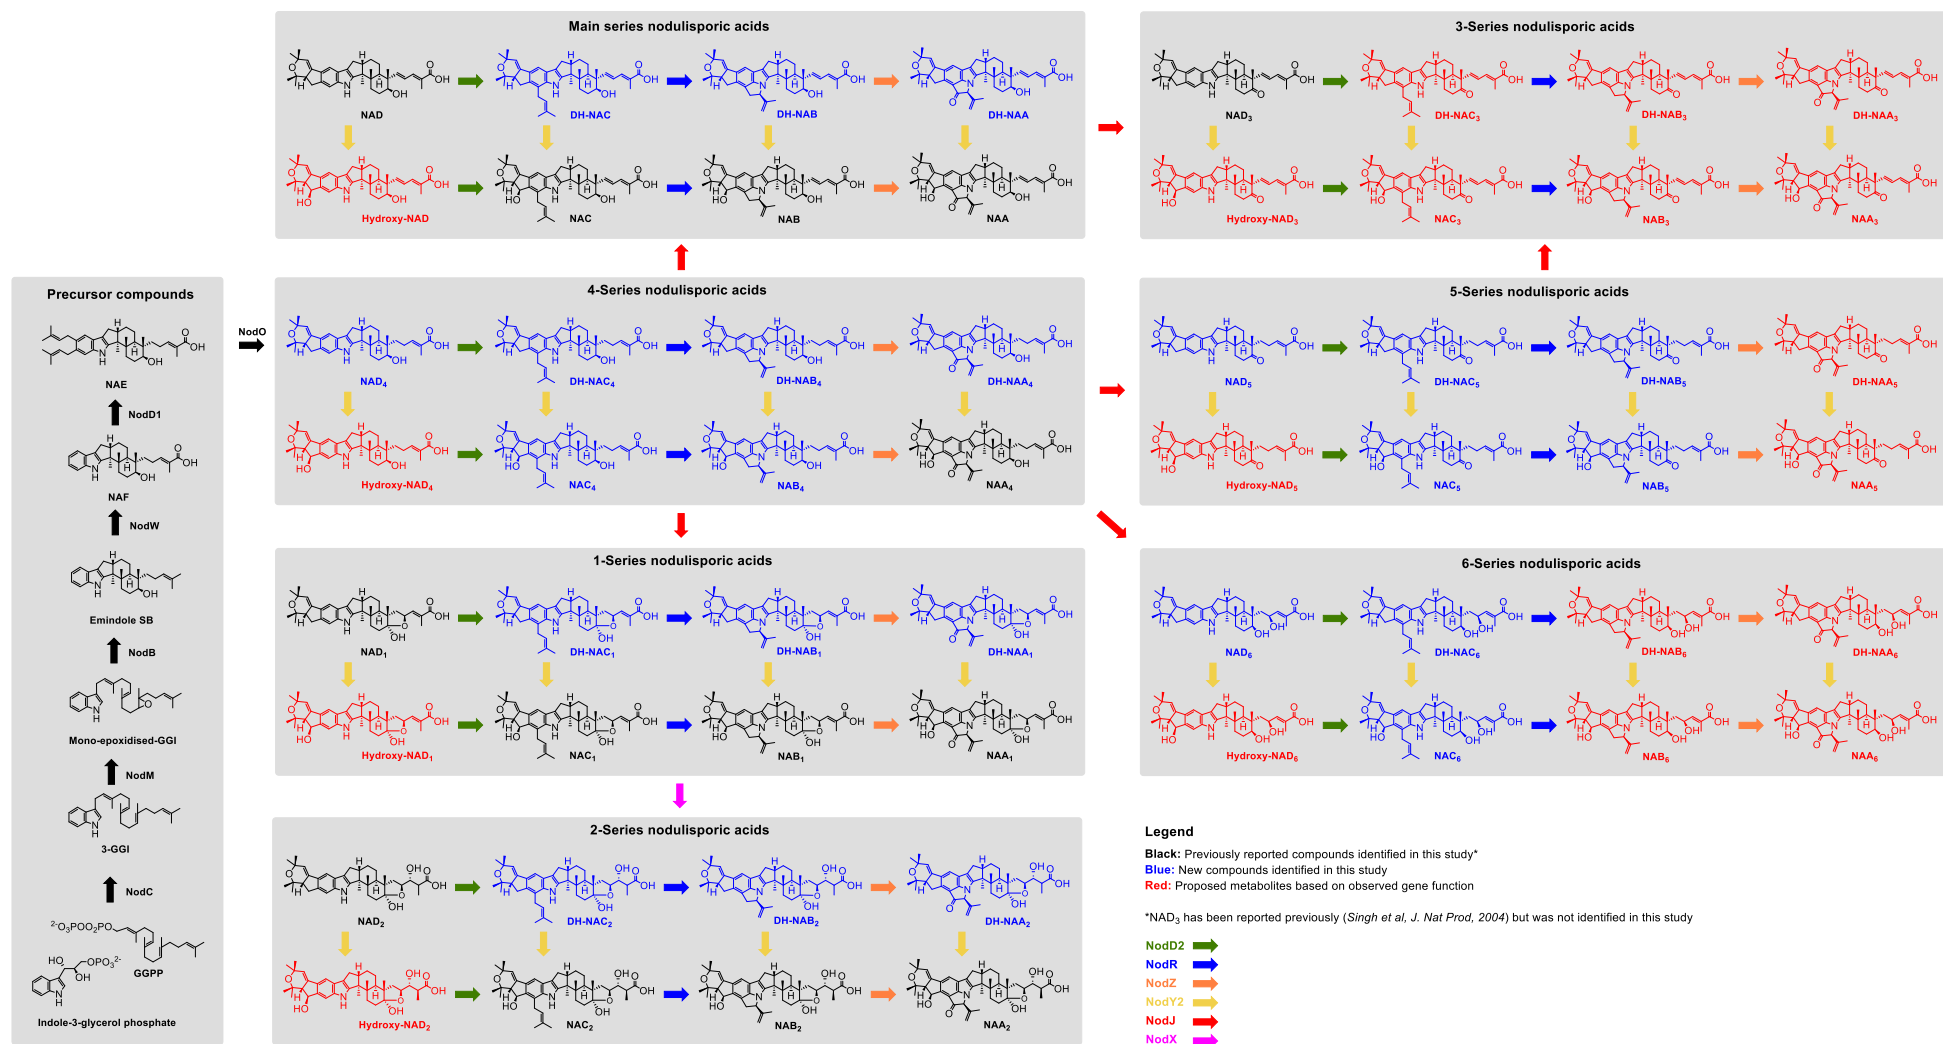 Main series nodulisporic acids
NAD
DH-NAC
DH-NAB
DH-NAA
Hydroxy-NAD
NAC
NAB
NAA
3-Series nodulisporic acids
NAD3
DH-NAC3
DH-NAB3
DH-NAA3
Hydroxy-NAD3
NAC3
NAB3
NAA3
Precursor compounds
NAE
NodD1
NAF
NodW
Emindole SB
NodB
Mono-epoxidised-GGI
NodM
3-GGI
NodC
2-O3POO2PO
GGPP
OPO3 2-
Indole-3-glycerol phosphate
NodO
4-Series nodulisporic acids
NAD4
DH-NAC4
DH-NAB4
DH-NAA4
Hydroxy-NAD4
NAC4
NAB4
NAA4
5-Series nodulisporic acids
NAD5
DH-NAC5
DH-NAB5
DH-NAA5
Hydroxy-NAD5
NAC5
NAB5
NAA5
1-Series nodulisporic acids
NAD1
DH-NAC1
DH-NAB1
DH-NAA1
Hydroxy-NAD1
NAC1
NAB1
NAA1
6-Series nodulisporic acids
NAD6
DH-NAC6
DH-NAB6
DH-NAA6
Hydroxy-NAD6
NAC6
NAB6
NAA6
2-Series nodulisporic acids
NAD2
DH-NAC2
DH-NAB2
DH-NAA2
Hydroxy-NAD2
NAC2
NAB2
NAA2
Legend
Black: Previously reported compounds identified in this study*
Blue: New compounds identified in this study
Red: Proposed metabolites based on observed gene function
*NAD3 has been reported previously (Singh et al, J. Nat Prod, 2004) but was not identified in this study
NodD2
NodR
NodZ
NodY2
NodJ
NodX